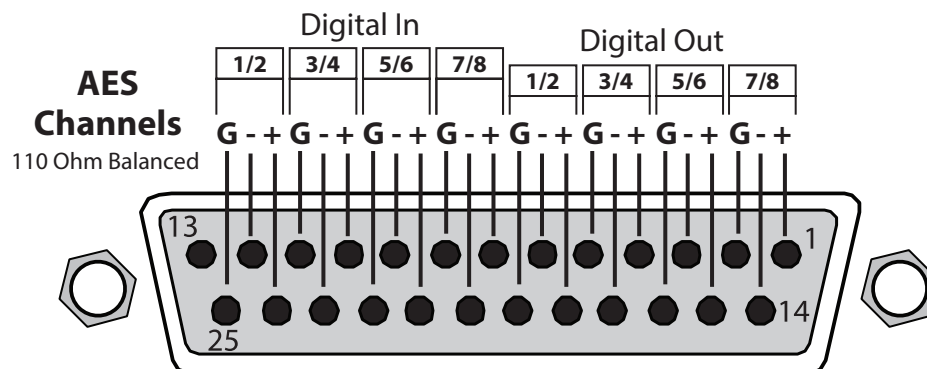 Digital In
Digital Out
1/2 3/4 5/6 7/8
1/2 3/4 5/6 7/8
AES
Channels
110 Ohm Balanced
G - + G - + G - + G - + G - + G - + G - + G - +
13
1
25
14